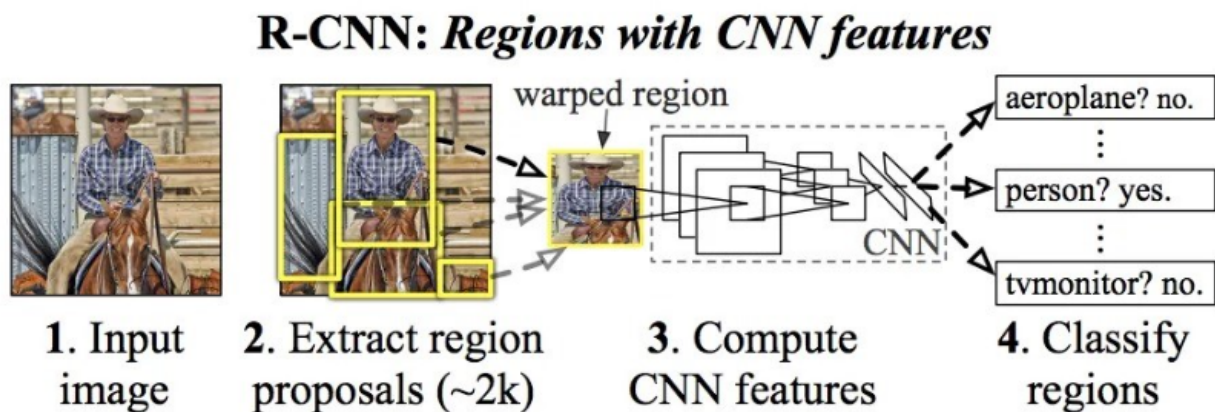 R-CNN: Regions with CNN features
warped region
aeroplane? no.
person? yes.
CNN
tvmonitor? no.
1. Input
image
2. Extract region
proposals (~2k)
3. Compute
CNN features
4. Classify
regions